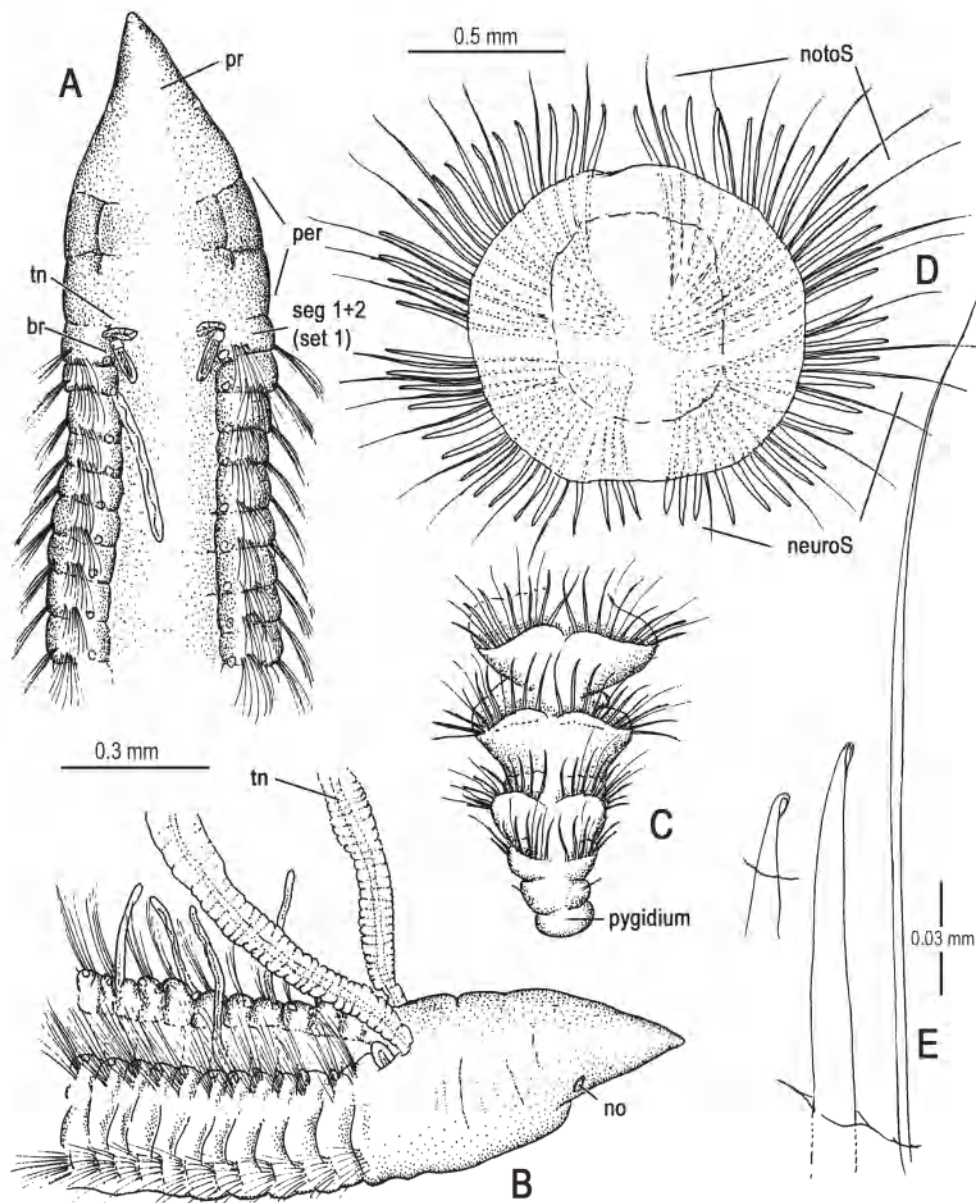 A
pr
per
tn
br
seg 1+2
(set 1)
0.5 mm
notoS
D
neuroS
0.3 mm
tn
C
pygidium
0.03 mm
E
no
B